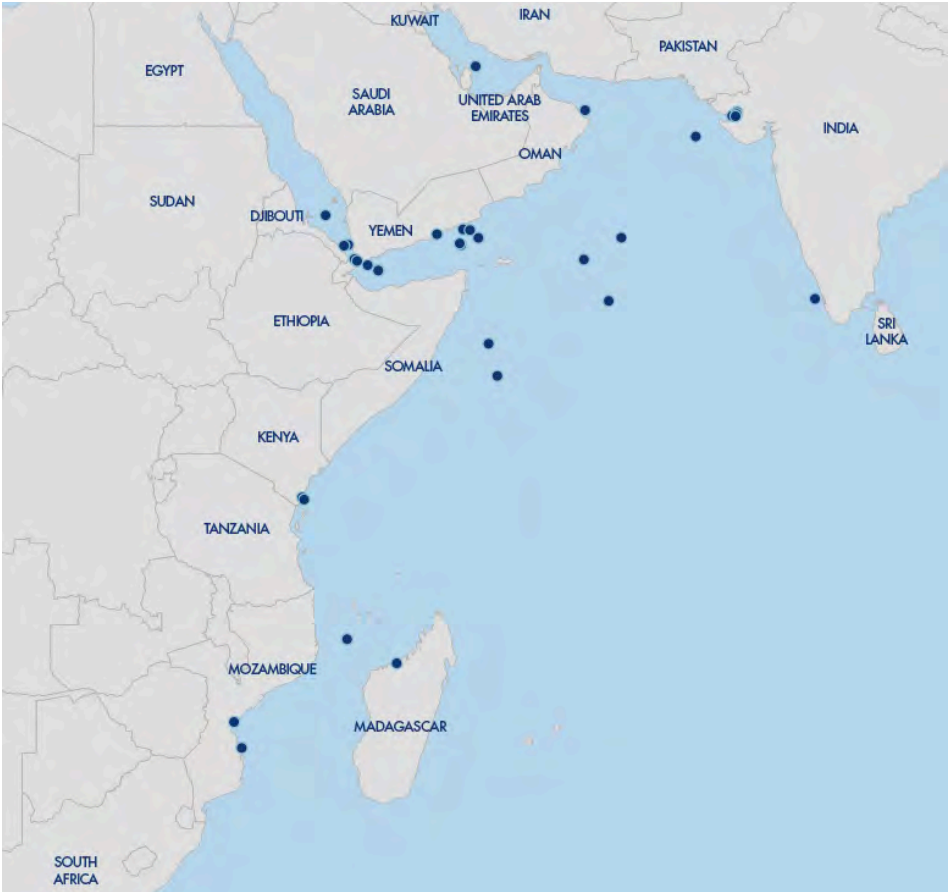 KUWAIT
IRAN
PAKISTAN
EGYPT
SAUDI
ARABIA
UNITED ARAB
EMIRATES
INDIA
OMAN
SUDAN
DJIBOUTI
YEMEN
ETHIOPIA
SRI
LANKA
SOMALIA
KENYA
TANZANIA
MOZAMBIQUE
MADAGASCAR
SOUTH
AFRICA